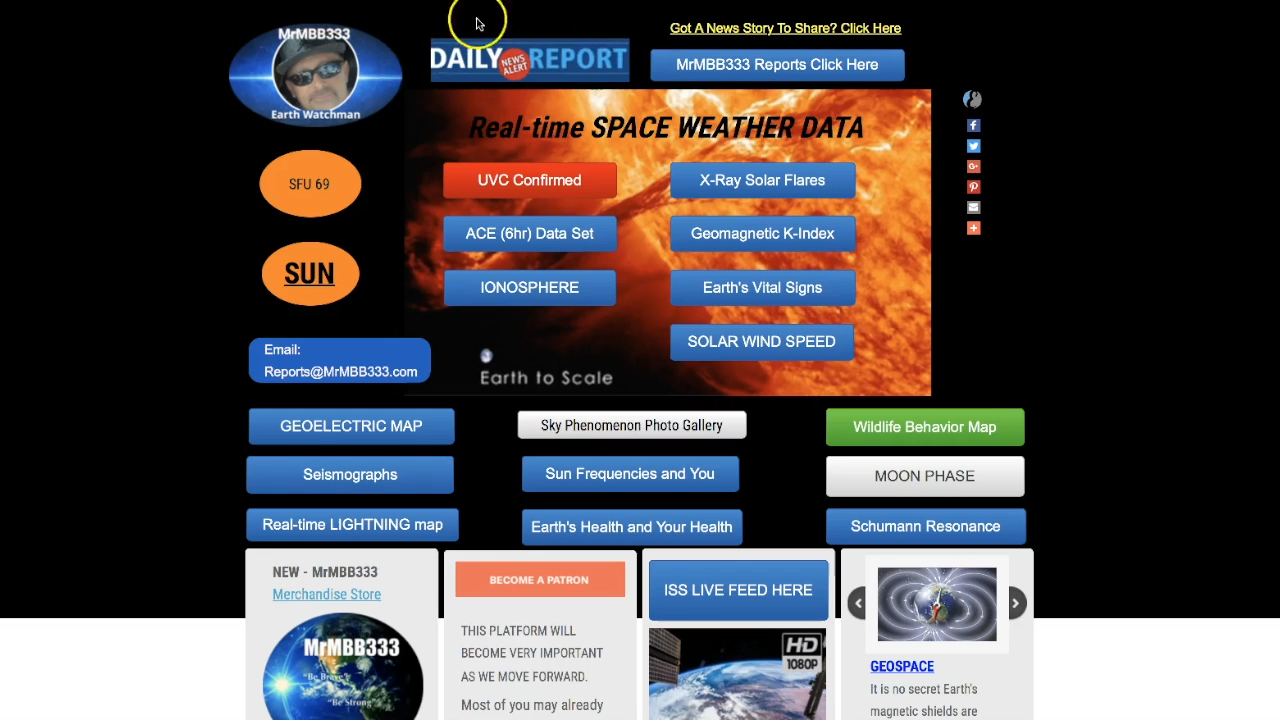 MrMBB333
Earth Watchman
DAILY NEWS ALERT REPORT
Got A News Story To Share? Click Here
MrMBB333 Reports Click Here
Real-time SPACE WEATHER DATA
SFU 69
UVC Confirmed
X-Ray Solar Flares
ACE (6hr) Data Set
Geomagnetic K-Index
SUN
IONOSPHERE
Earth's Vital Signs
SOLAR WIND SPEED
Email:
Reports@MrMBB333.com
Earth to Scale
GEOELECTRIC MAP
Sky Phenomenon Photo Gallery
Wildlife Behavior Map
Seismographs
Sun Frequencies and You
MOON PHASE
Real-time LIGHTNING map
Earth's Health and Your Health
Schumann Resonance
NEW - MrMBB333
Merchandise Store
MrMBB333
"Be Brave"
"Be Strong"
BECOME A PATRON
THIS PLATFORM WILL
BECOME VERY IMPORTANT
AS WE MOVE FORWARD.
Most of you may already
ISS LIVE FEED HERE
HD
1080P
GEOSPACE
It is no secret Earth's
magnetic shields are